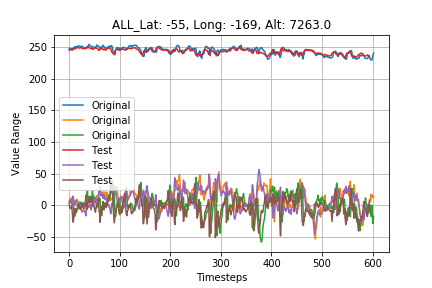 ALL_Lat: -55, Long: -169, Alt: 7263.0
250
200
150
100
50
0
−50
Value Range
Original
Original
Original
Test
Test
Test
0 100 200 300 400 500 600
Timesteps